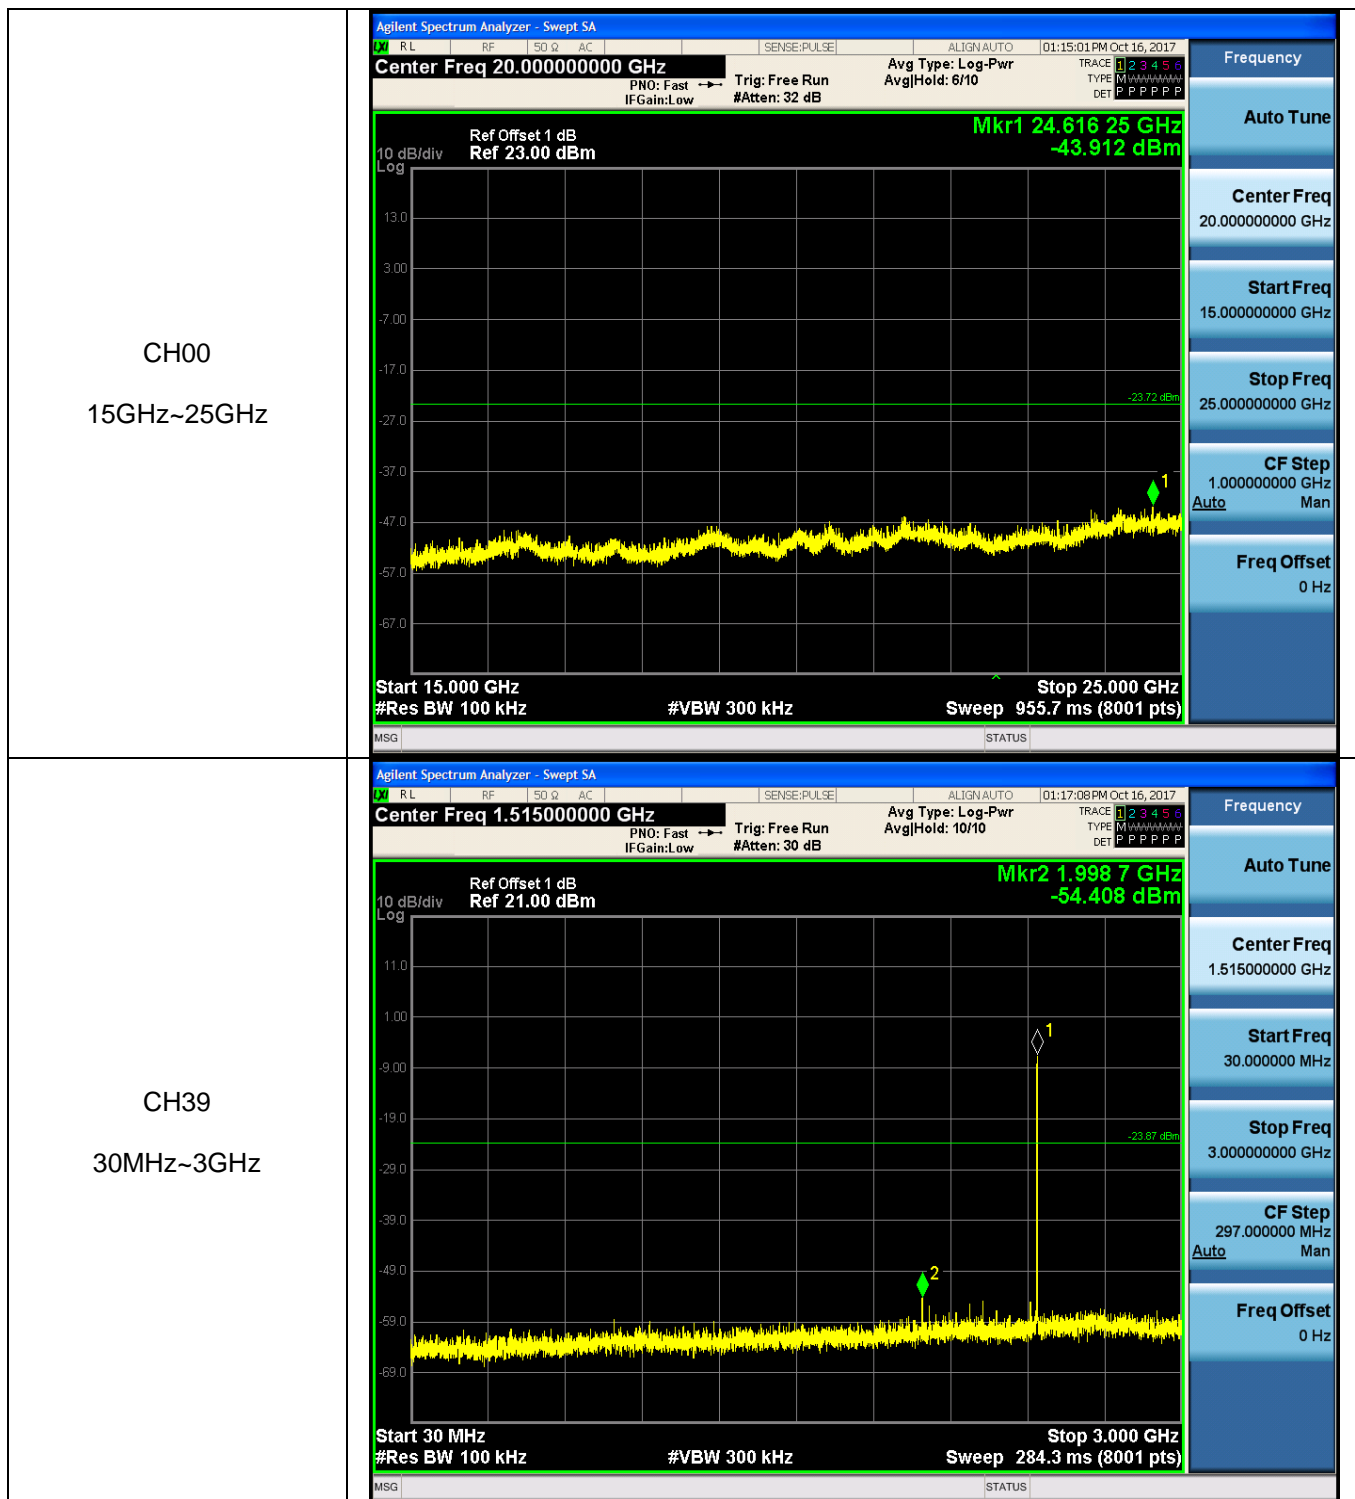 CH00
15GHz~25GHz
Agilent Spectrum Analyzer - Swept SA
LXI RL RF 50 Ω AC SENSE:PULSE ALIGN AUTO 01:15:01 PM Oct 16, 2017
Center Freq 20.000000000 GHz
PNO: Fast
IFGain:Low
Trig: Free Run
#Atten: 32 dB
Avg Type: Log-Pwr
Avg|Hold: 6/10
TRACE 1 2 3 4 5 6
TYPE M WWWWW
DET P P P P P P
Mkr1 24.616 25 GHz
-43.912 dBm
Ref Offset 1 dB
10 dB/div Ref 23.00 dBm
Log
13.0
3.00
-7.00
-17.0
-23.72 dBm
-27.0
-37.0
1
-47.0
-57.0
-67.0
Start 15.000 GHz Stop 25.000 GHz
#Res BW 100 kHz #VBW 300 kHz Sweep 955.7 ms (8001 pts)
MSG STATUS
Frequency
Auto Tune
Center Freq
20.000000000 GHz
Start Freq
15.000000000 GHz
Stop Freq
25.000000000 GHz
CF Step
1.000000000 GHz
Auto Man
Freq Offset
0 Hz
CH39
30MHz~3GHz
Agilent Spectrum Analyzer - Swept SA
LXI RL RF 50 Ω AC SENSE:PULSE ALIGN AUTO 01:17:08 PM Oct 16, 2017
Center Freq 1.515000000 GHz
PNO: Fast
IFGain:Low
Trig: Free Run
#Atten: 30 dB
Avg Type: Log-Pwr
Avg|Hold: 10/10
TRACE 1 2 3 4 5 6
TYPE M WWWWW
DET P P P P P P
Mkr2 1.998 7 GHz
-54.408 dBm
Ref Offset 1 dB
10 dB/div Ref 21.00 dBm
Log
11.0
1.00
1
-9.00
-19.0
-23.87 dBm
-29.0
-39.0
-49.0
2
-59.0
-69.0
Start 30 MHz Stop 3.000 GHz
#Res BW 100 kHz #VBW 300 kHz Sweep 284.3 ms (8001 pts)
MSG STATUS
Frequency
Auto Tune
Center Freq
1.515000000 GHz
Start Freq
30.000000 MHz
Stop Freq
3.000000000 GHz
CF Step
297.000000 MHz
Auto Man
Freq Offset
0 Hz